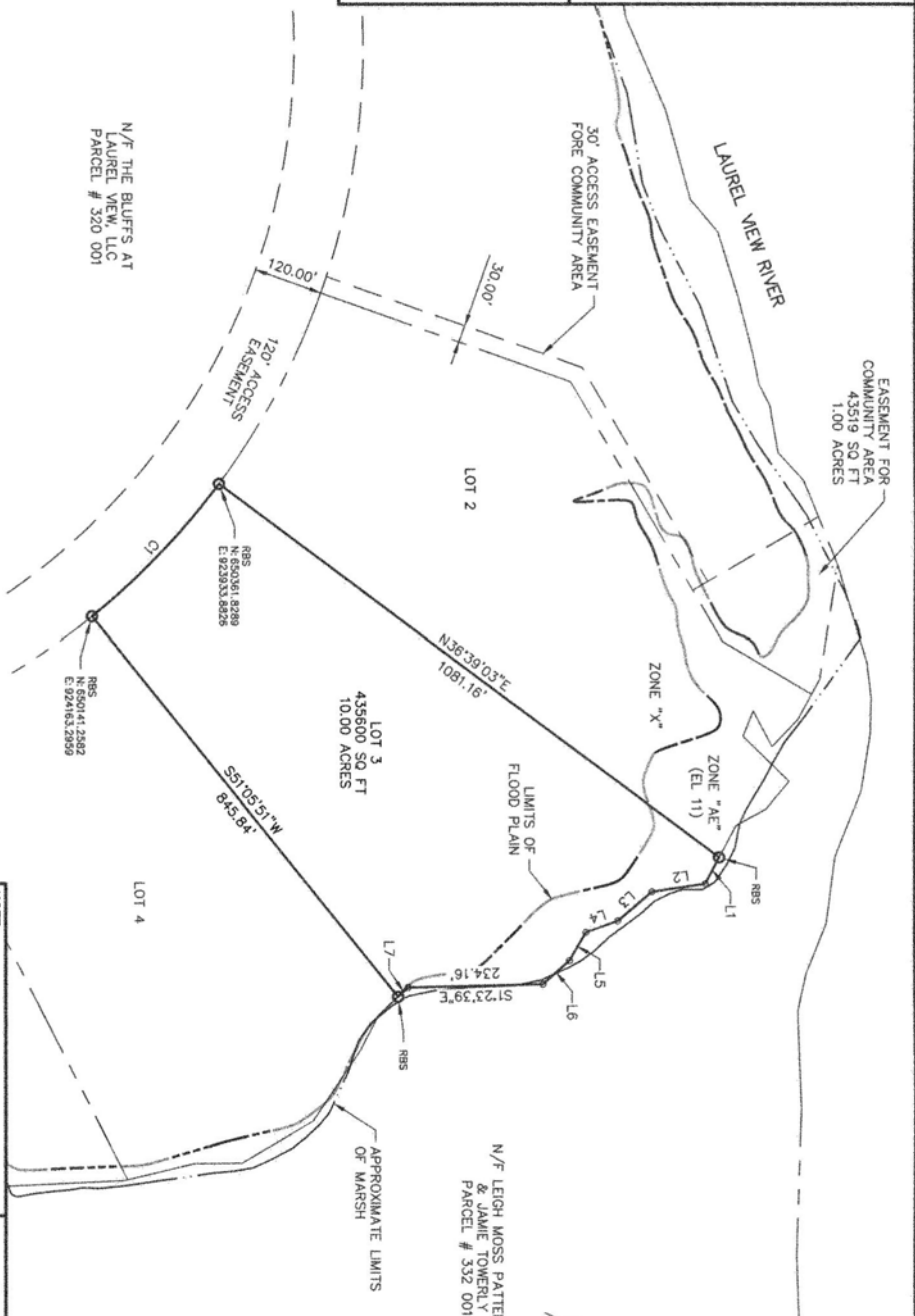 LAUREL VIEW RIVER
EASEMENT FOR
COMMUNITY AREA
43519 SQ FT
1.00 ACRES
30' ACCESS EASEMENT
FORE COMMUNITY AREA
30.00'
120.00'
120' ACCESS
EASEMENT
N/F THE BLUFFS AT
LAUREL VIEW, LLC
PARCEL # 320 001
LOT 2
ZONE "X"
ZONE "AE"
(EL 11)
LIMITS OF
FLOOD PLAIN
N36°39'03"E
1081.16'
RBS
N: 650361.8289
E: 923933.8826
C1
RBS
N: 650141.2582
E: 924163.2959
LOT 3
435600 SQ FT
10.00 ACRES
S51°05'51"W
845.84'
LOT 4
RBS
L1
L2
L3
L4
L5
L6
234.16'
S1°23'39"E
L7
RBS
APPROXIMATE LIMITS
OF MARSH
N/F LEIGH MOSS
& JAMIE TOWERLY
PARCEL # 332 001